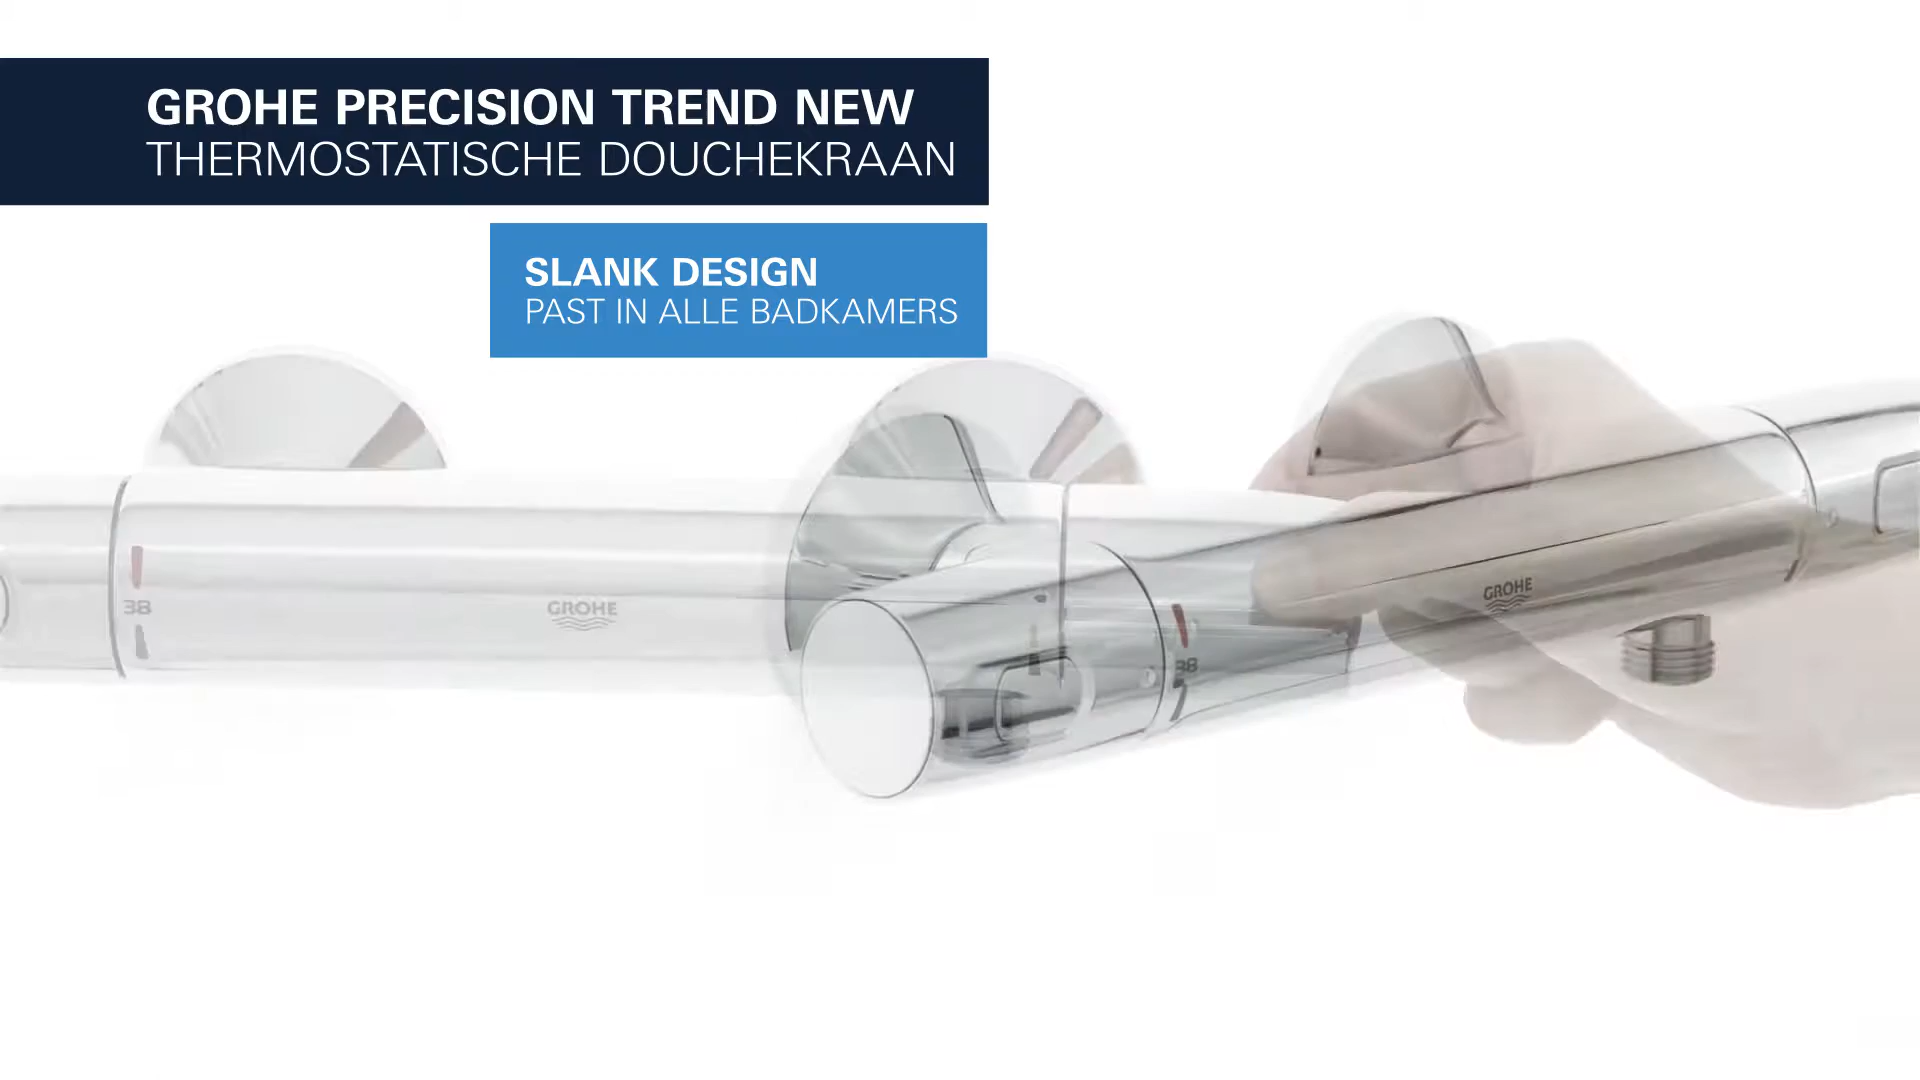 GROHE PRECISION TREND NEW
THERMOSTATISCHE DOUCHEKRAAN
SLANK DESIGN
PAST IN ALLE BADKAMERS
GROHE
38
GROHE
38